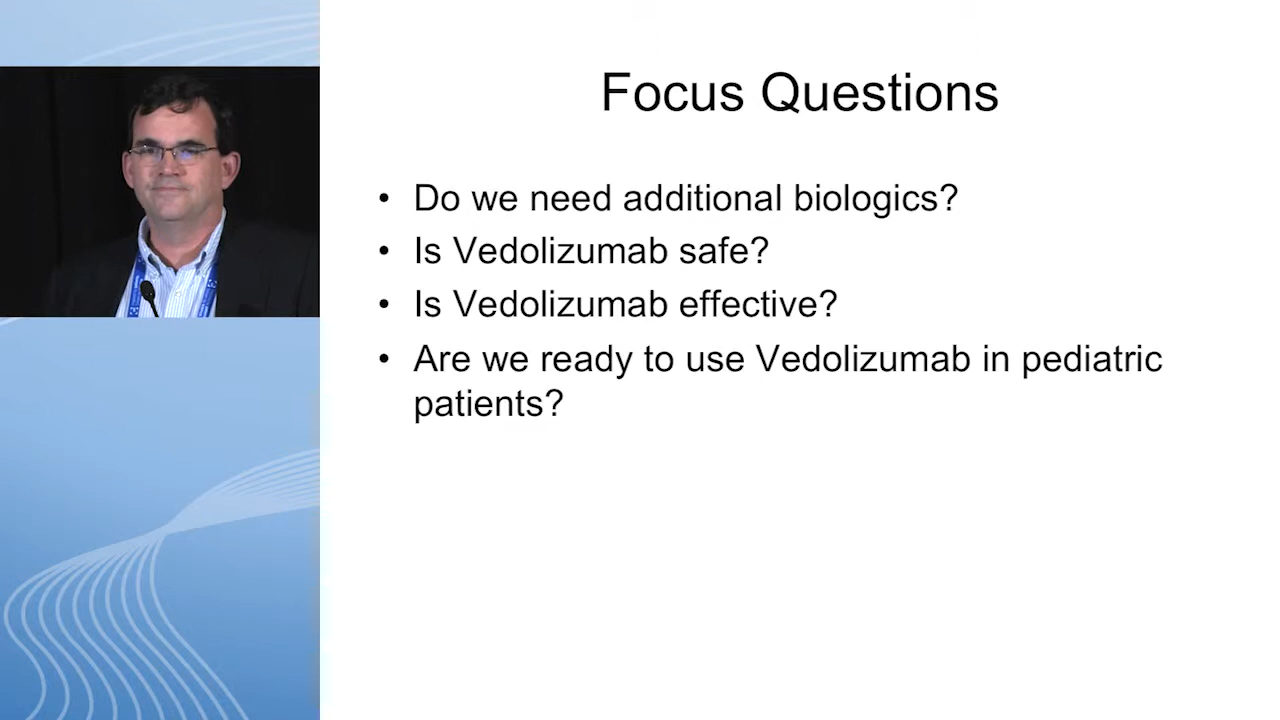 Focus Questions
• Do we need additional biologics?
• Is Vedolizumab safe?
• Is Vedolizumab effective?
• Are we ready to use Vedolizumab in pediatric
patients?